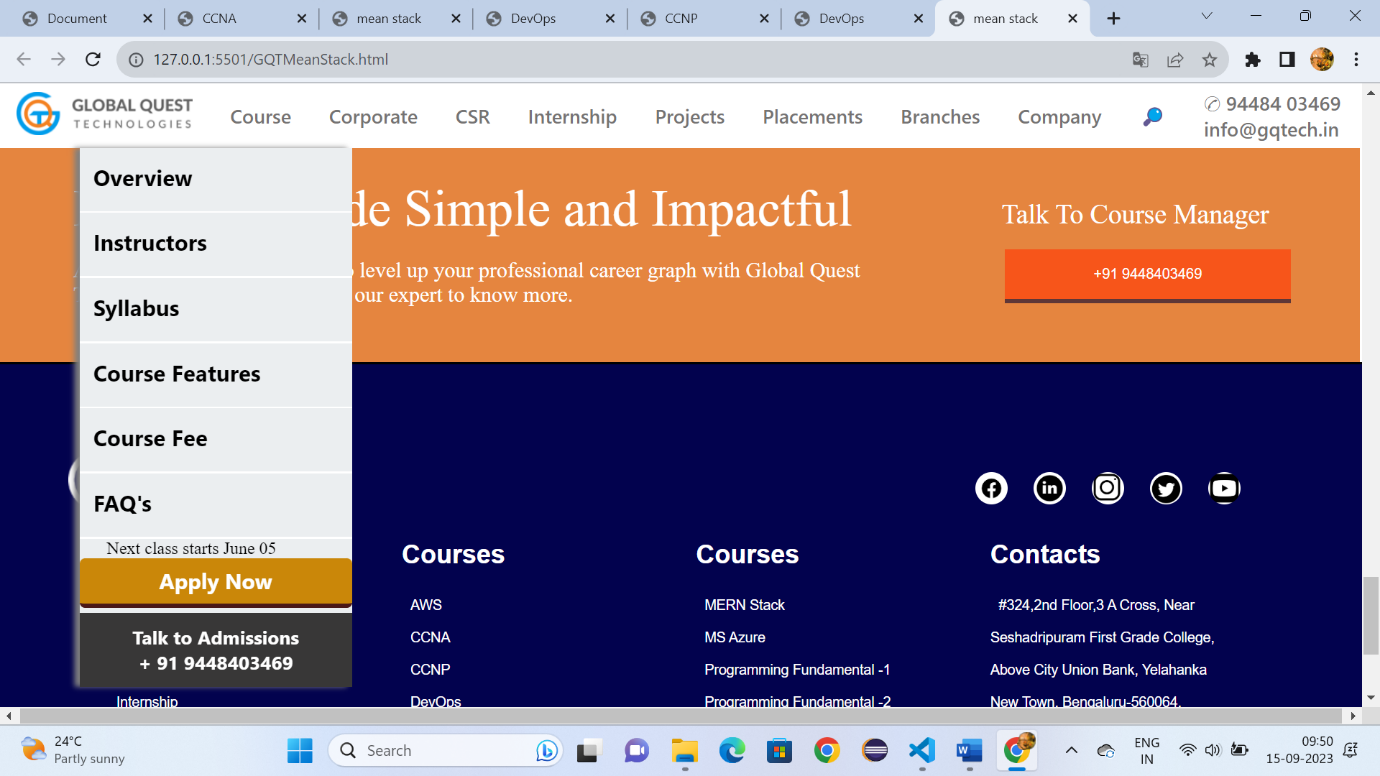 Document
CCNA
mean stack
DevOps
CCNP
DevOps
mean stack
127.0.0.1:5501/GQTMeanStack.html
GLOBAL QUEST
TECHNOLOGIES
Course
Corporate
CSR
Internship
Projects
Placements
Branches
Company
✆ 94484 03469
info@gqtech.in
Overview
Instructors
Syllabus
Course Features
Course Fee
FAQ's
Next class starts June 05
Apply Now
Talk to Admissions
+ 91 9448403469
Simple and Impactful
level up your professional career graph with Global Quest
our expert to know more.
Talk To Course Manager
+91 9448403469
Internship
Courses
AWS
CCNA
CCNP
DevOps
Courses
MERN Stack
MS Azure
Programming Fundamental -1
Programming Fundamental -2
Contacts
#324,2nd Floor,3 A Cross, Near
Seshadripuram First Grade College,
Above City Union Bank, Yelahanka
New Town, Bengaluru-560064.
24°C
Partly sunny
Search
ENG
IN
09:50
15-09-2023